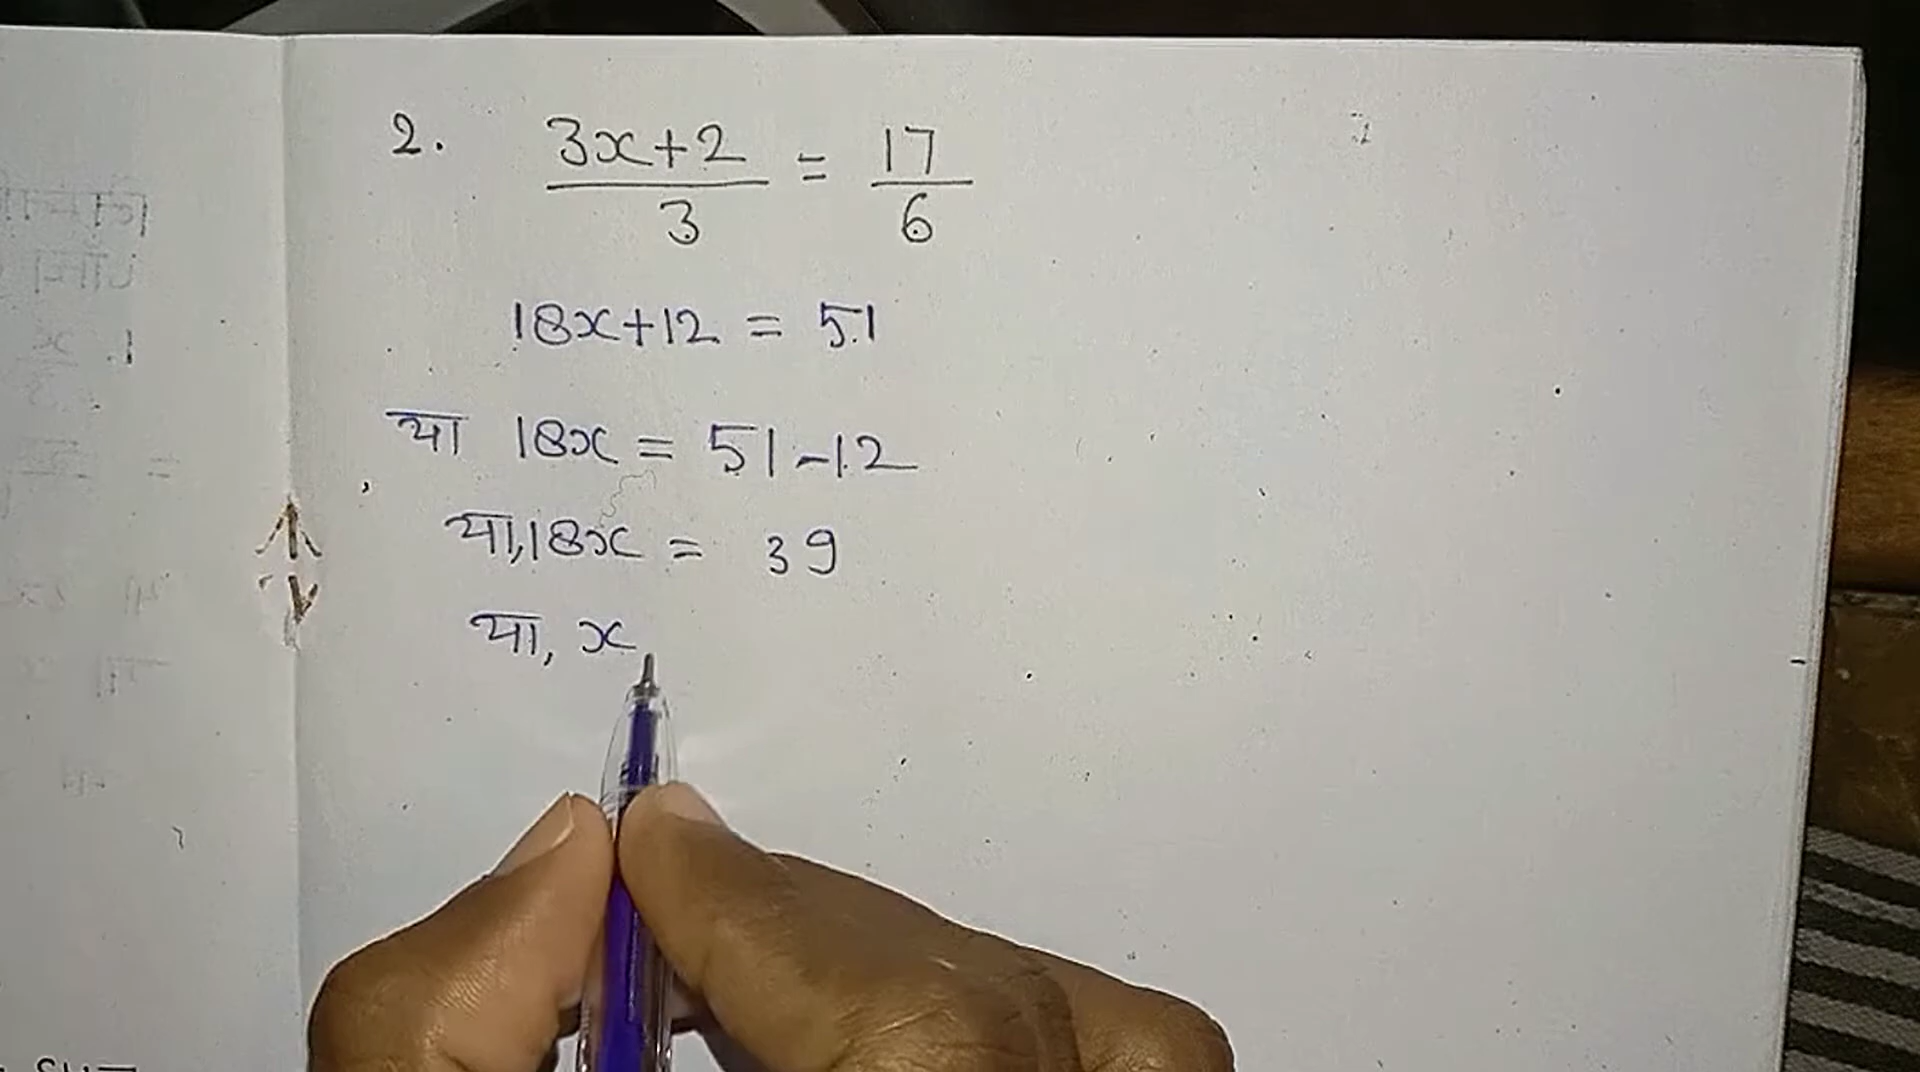 2. 3x+2/3 = 17/6
18x+12 = 51
या 18x = 51-12
या, 18x = 39
या, x